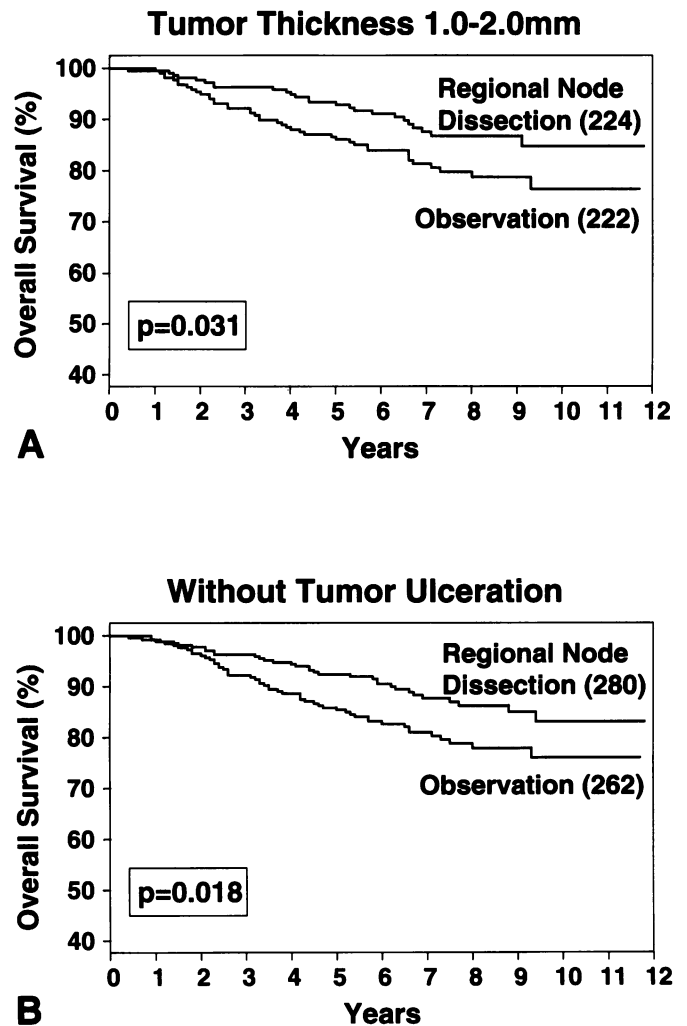 Tumor Thickness 1.0-2.0mm
100
90
80
70
60
50
40
Overall Survival (%)
Regional Node
Dissection (224)
Observation (222)
p=0.031
0 1 2 3 4 5 6 7 8 9 10 11 12
Years
A
Without Tumor Ulceration
100
90
80
70
60
50
40
Overall Survival (%)
Regional Node
Dissection (280)
Observation (262)
p=0.018
0 1 2 3 4 5 6 7 8 9 10 11 12
Years
B